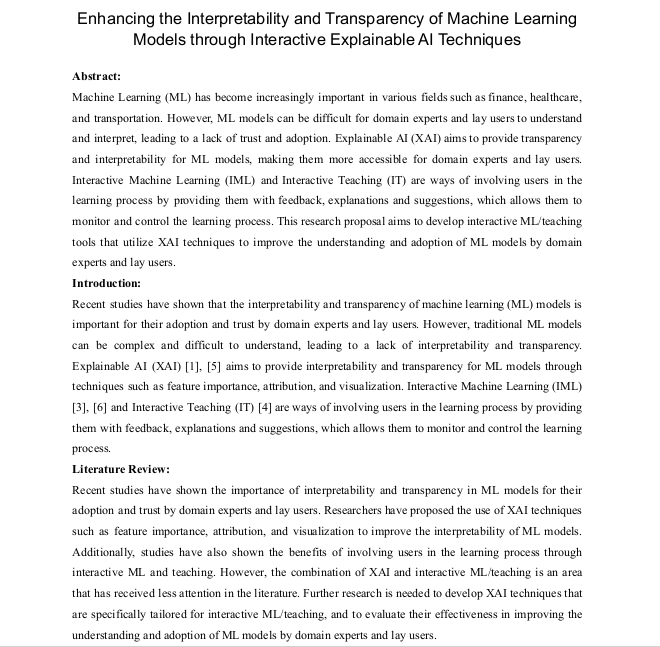 Enhancing the Interpretability and Transparency of Machine Learning
Models through Interactive Explainable AI Techniques
Abstract:
Machine Learning (ML) has become increasingly important in various fields such as finance, healthcare,
and transportation. However, ML models can be difficult for domain experts and lay users to understand
and interpret, leading to a lack of trust and adoption. Explainable AI (XAI) aims to provide transparency
and interpretability for ML models, making them more accessible for domain experts and lay users.
Interactive Machine Learning (IML) and Interactive Teaching (IT) are ways of involving users in the
learning process by providing them with feedback, explanations and suggestions, which allows them to
monitor and control the learning process. This research proposal aims to develop interactive ML/teaching
tools that utilize XAI techniques to improve the understanding and adoption of ML models by domain
experts and lay users.
Introduction:
Recent studies have shown that the interpretability and transparency of machine learning (ML) models is
important for their adoption and trust by domain experts and lay users. However, traditional ML models
can be complex and difficult to understand, leading to a lack of interpretability and transparency.
Explainable AI (XAI) [1], [5] aims to provide interpretability and transparency for ML models through
techniques such as feature importance, attribution, and visualization. Interactive Machine Learning (IML)
[3], [6] and Interactive Teaching (IT) [4] are ways of involving users in the learning process by providing
them with feedback, explanations and suggestions, which allows them to monitor and control the learning
process.
Literature Review:
Recent studies have shown the importance of interpretability and transparency in ML models for their
adoption and trust by domain experts and lay users. Researchers have proposed the use of XAI techniques
such as feature importance, attribution, and visualization to improve the interpretability of ML models.
Additionally, studies have also shown the benefits of involving users in the learning process through
interactive ML and teaching. However, the combination of XAI and interactive ML/teaching is an area
that has received less attention in the literature. Further research is needed to develop XAI techniques that
are specifically tailored for interactive ML/teaching, and to evaluate their effectiveness in improving the
understanding and adoption of ML models by domain experts and lay users.